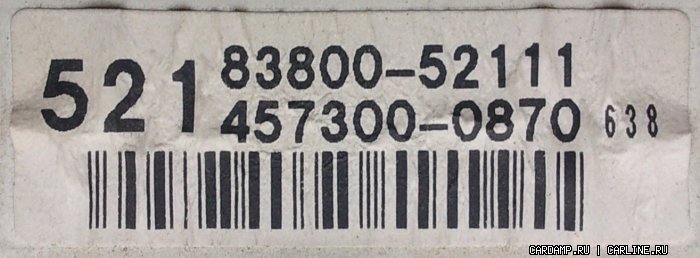 521 83800-52111
457300-0870 638
CARDAMP.RU | CARLINE.RU